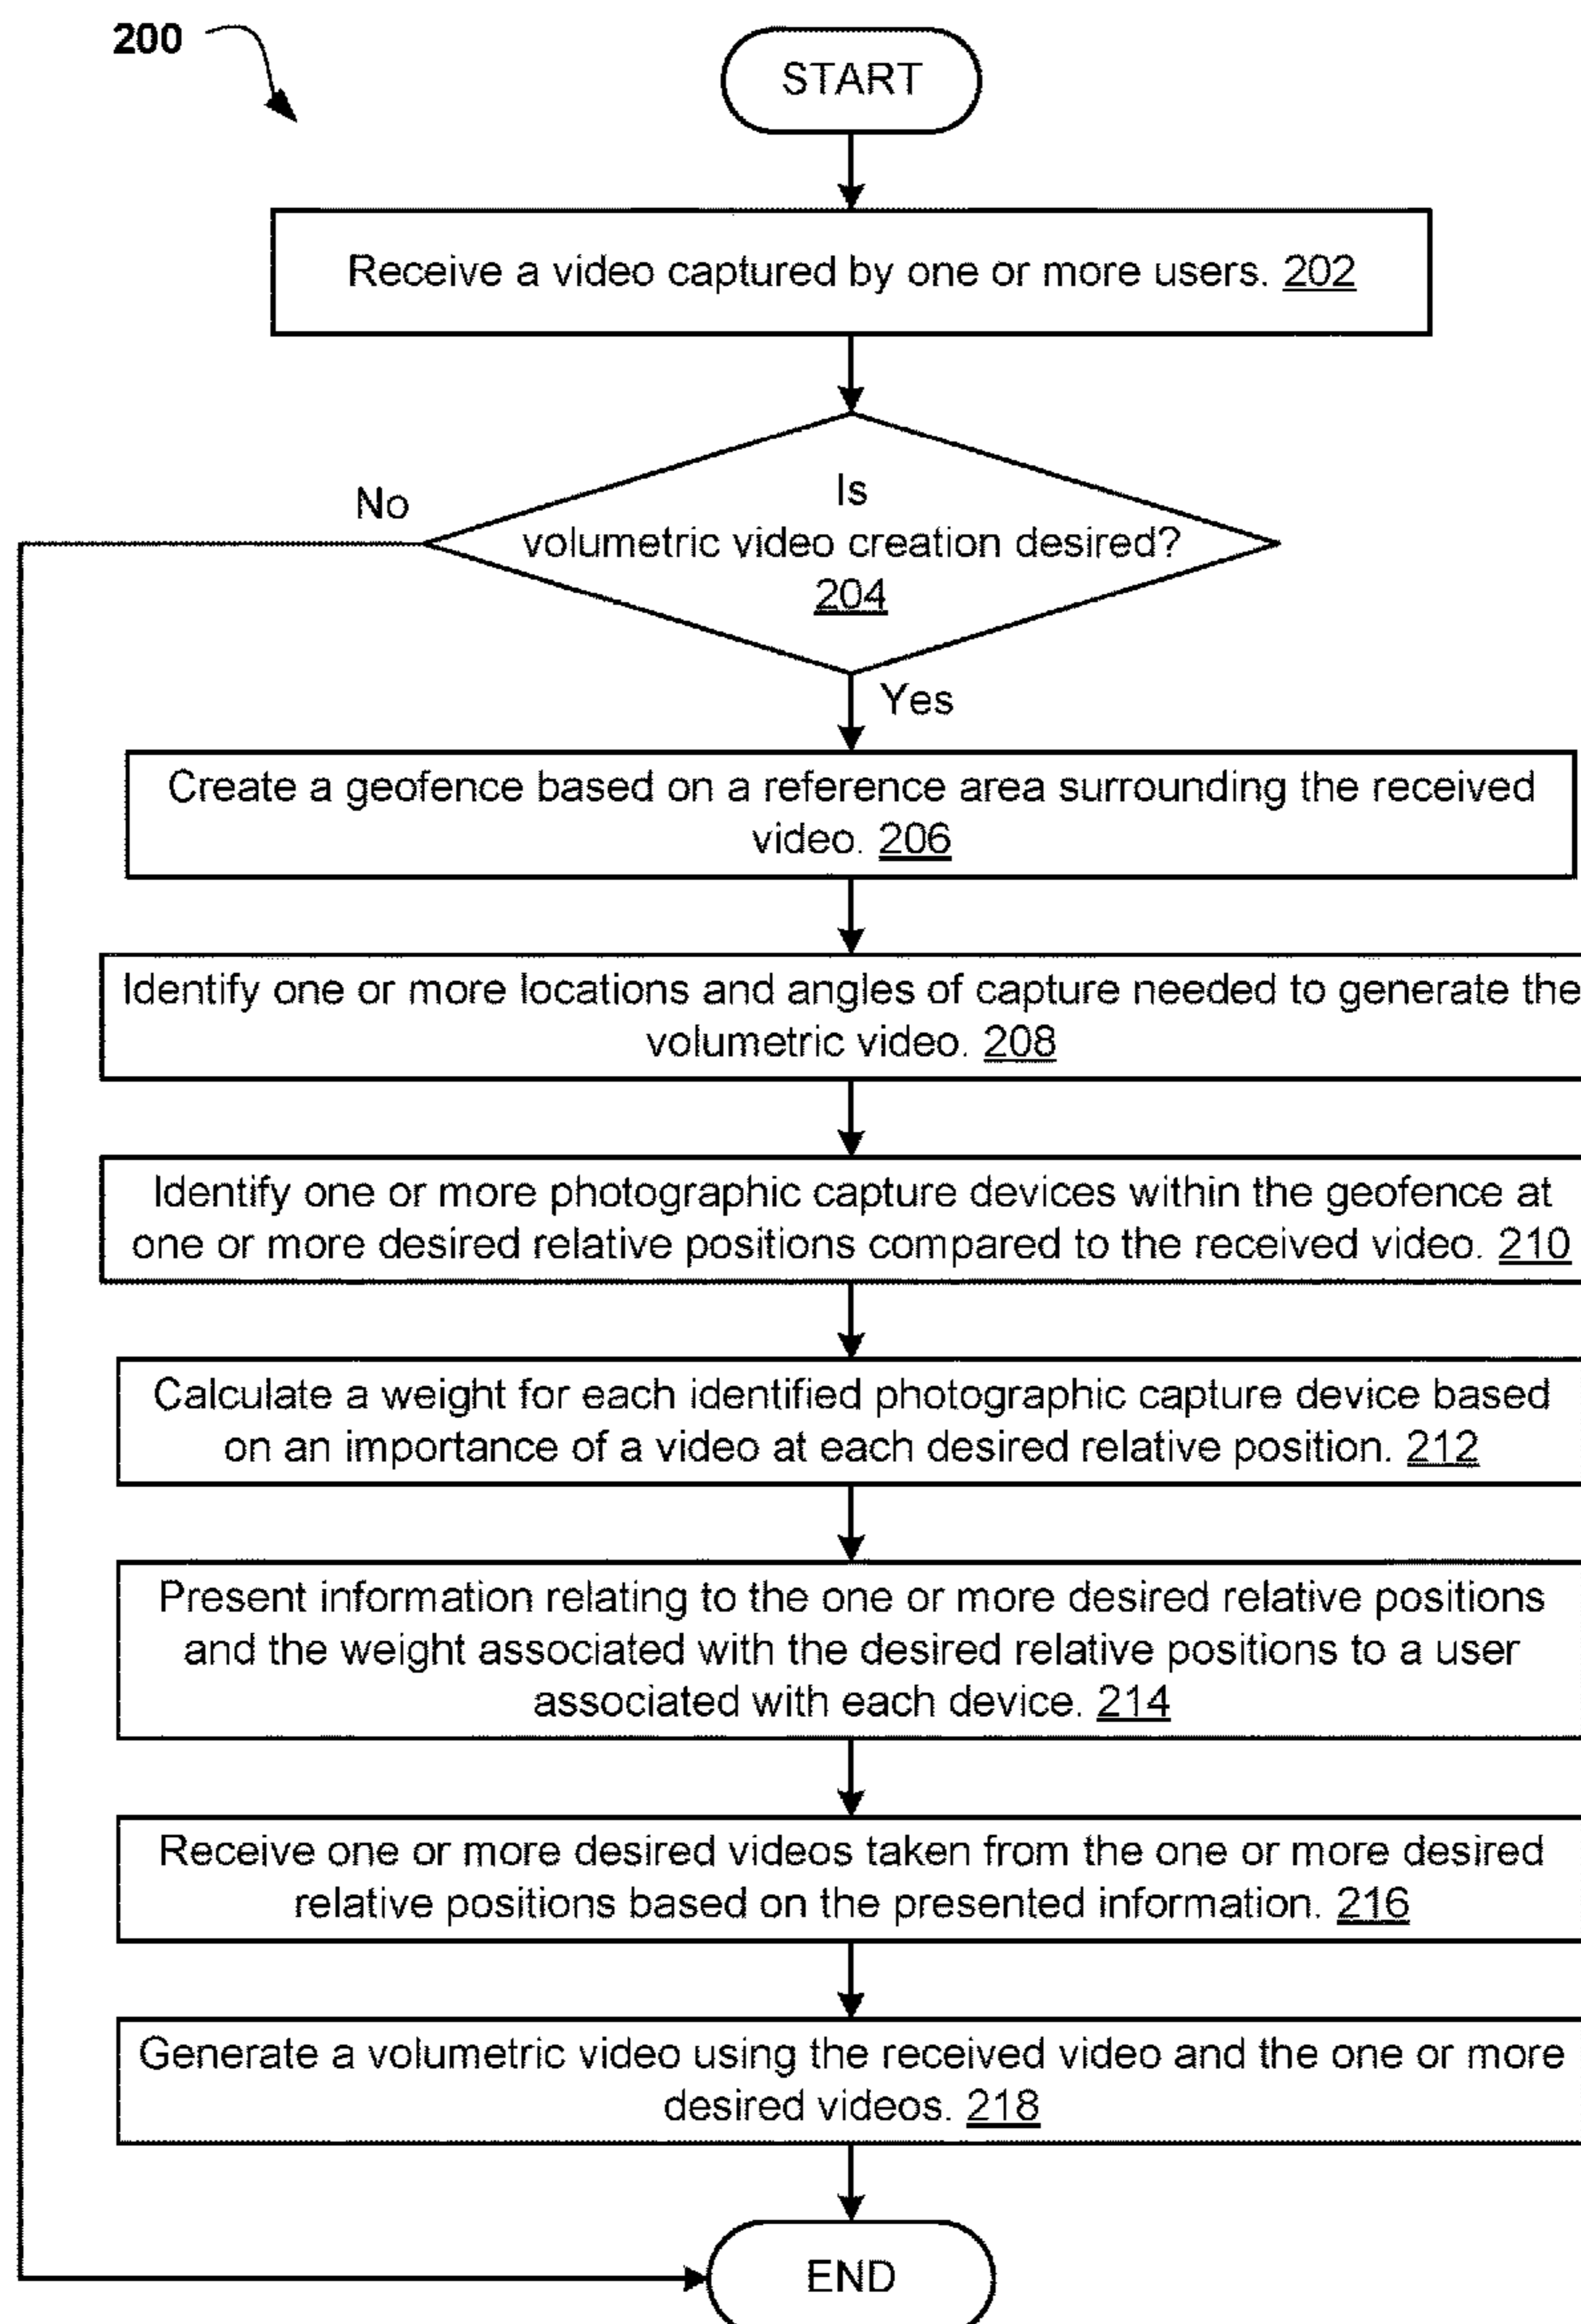 200
START
Receive a video captured by one or more users. 202
Is
volumetric video creation desired?
204
No
Yes
Create a geofence based on a reference area surrounding the received
video. 206
Identify one or more locations and angles of capture needed to generate the
volumetric video. 208
Identify one or more photographic capture devices within the geofence at
one or more desired relative positions compared to the received video. 210
Calculate a weight for each identified photographic capture device based
on an importance of a video at each desired relative position. 212
Present information relating to the one or more desired relative positions
and the weight associated with the desired relative positions to a user
associated with each device. 214
Receive one or more desired videos taken from the one or more desired
relative positions based on the presented information. 216
Generate a volumetric video using the received video and the one or more
desired videos. 218
END